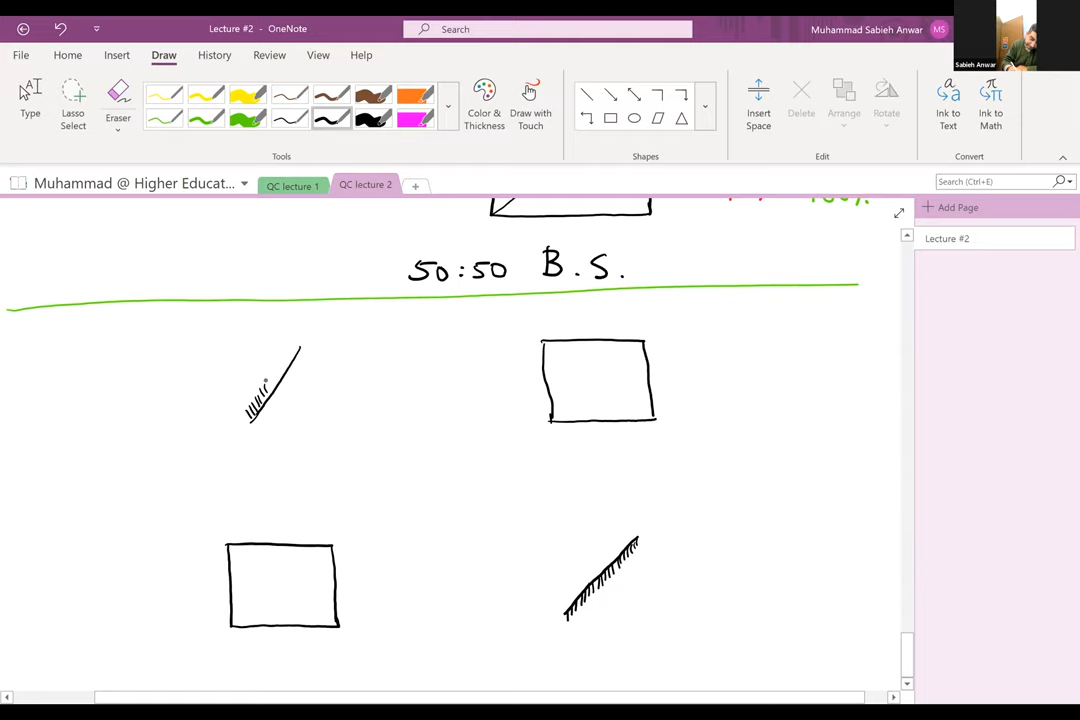 Lecture #2 - OneNote
Search
Muhammad Sabieh Anwar
MS
Sabieh Anwar
File Home Insert Draw History View Help
Type
Lasso Select
Eraser
Color & Thickness
Draw with Touch
Insert Space
Delete
Arrange
Rotate
Ink to Text
Ink to Math
Tools
Shapes
Edit
Convert
Muhammad @ Higher Educat...
QC lecture 1
QC lecture 2
Search (Ctrl+E)
Add Page
Lecture #2
50:50 B.S.